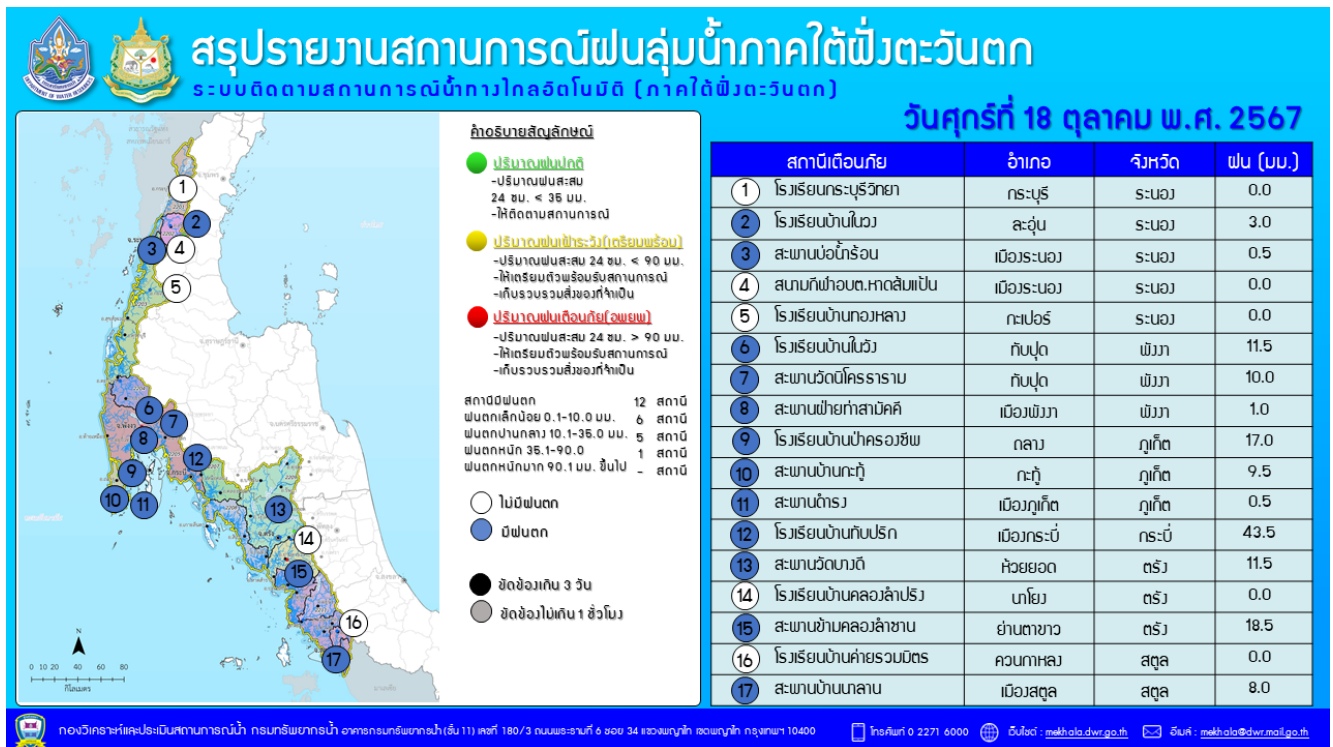 สรุปรายงานสถานการณ์ฝนลุ่มน้ำภาคใต้ฝั่งตะวันตก
ระบบติดตามสถานการณ์น้ำทางไกลอัตโนมัติ (ภาคใต้ฝั่งตะวันตก)
วันศุกร์ที่ 18 ตุลาคม พ.ศ. 2567
คำอธิบายสัญลักษณ์
ปริมาณฝนปกติ
-ปริมาณฝนสะสม
24 ชม. < 35 มม.
-ให้ติดตามสถานการณ์
ปริมาณฝนเฝ้าระวัง(เตรียมพร้อม)
-ปริมาณฝนสะสม 24 ชม. < 90 มม.
-ให้เตรียมตัวพร้อมรับสถานการณ์
-เก็บรวบรวมสิ่งของที่จำเป็น
ปริมาณฝนเตือนภัย(อพยพ)
-ปริมาณฝนสะสม 24 ชม. > 90 มม.
-ให้เตรียมตัวพร้อมรับสถานการณ์
-เก็บรวบรวมสิ่งของที่จำเป็น
สถานีมีฝนตก 12 สถานี
ฝนตกเล็กน้อย 0.1-10.0 มม. 6 สถานี
ฝนตกปานกลาง 10.1-35.0 มม. 5 สถานี
ฝนตกหนัก 35.1-90.0 1 สถานี
ฝนตกหนักมาก 90.1 มม. ขึ้นไป - สถานี
ไม่มีฝนตก
มีฝนตก
ขัดข้องเกิน 3 วัน
ขัดข้องไม่เกิน 1 ชั่วโมง
1
2
3 4
5
6
7
8
12
9
10 11
13
14
15
16
17
N
0 10 20 40 60 80
กิโลเมตร
สถานีเตือนภัย อำเภอ จังหวัด ฝน (มม.)
1 โรงเรียนกระบุรีวิทยา กระบุรี ระนอง 0.0
2 โรงเรียนบ้านในวง ละอุ่น ระนอง 3.0
3 สะพานบ่อน้ำร้อน เมืองระนอง ระนอง 0.5
4 สนามกีฬาอบต.หาดส้มแป้น เมืองระนอง ระนอง 0.0
5 โรงเรียนบ้านทองหลาง กะเปอร์ ระนอง 0.0
6 โรงเรียนบ้านในวัง ทับปุด พังงา 11.5
7 สะพานวัดนิโครธาราม ทับปุด พังงา 10.0
8 สะพานฝ่ายท่าสามัคคี เมืองพังงา พังงา 1.0
9 โรงเรียนบ้านป่าครองชีพ ถลาง ภูเก็ต 17.0
10 สะพานบ้านกะทู้ กะทู้ ภูเก็ต 9.5
11 สะพานดำรง เมืองภูเก็ต ภูเก็ต 0.5
12 โรงเรียนบ้านทับปริก เมืองกระบี่ กระบี่ 43.5
13 สะพานวัดบางดี ห้วยยอด ตรัง 11.5
14 โรงเรียนบ้านคลองลำปริง นาโยง ตรัง 0.0
15 สะพานข้ามคลองลำชาน ย่านตาขาว ตรัง 18.5
16 โรงเรียนบ้านค่ายรวมมิตร ควนกาหลง สตูล 0.0
17 สะพานบ้านนาลาน เมืองสตูล สตูล 8.0
กองวิเคราะห์และประเมินสถานการณ์น้ำ กรมทรัพยากรน้ำ อาคารกรมทรัพยากรน้ำ (ชั้น 11) เลขที่ 180/3 ถนนพระรามที่ 6 ซอย 34 แขวงพญาไท เขตพญาไท กรุงเทพฯ 10400 โทรศัพท์ 0 2271 6000 เว็บไซต์ : mekhala.dwr.go.th อีเมล์ : mekhala@dwr.mail.go.th